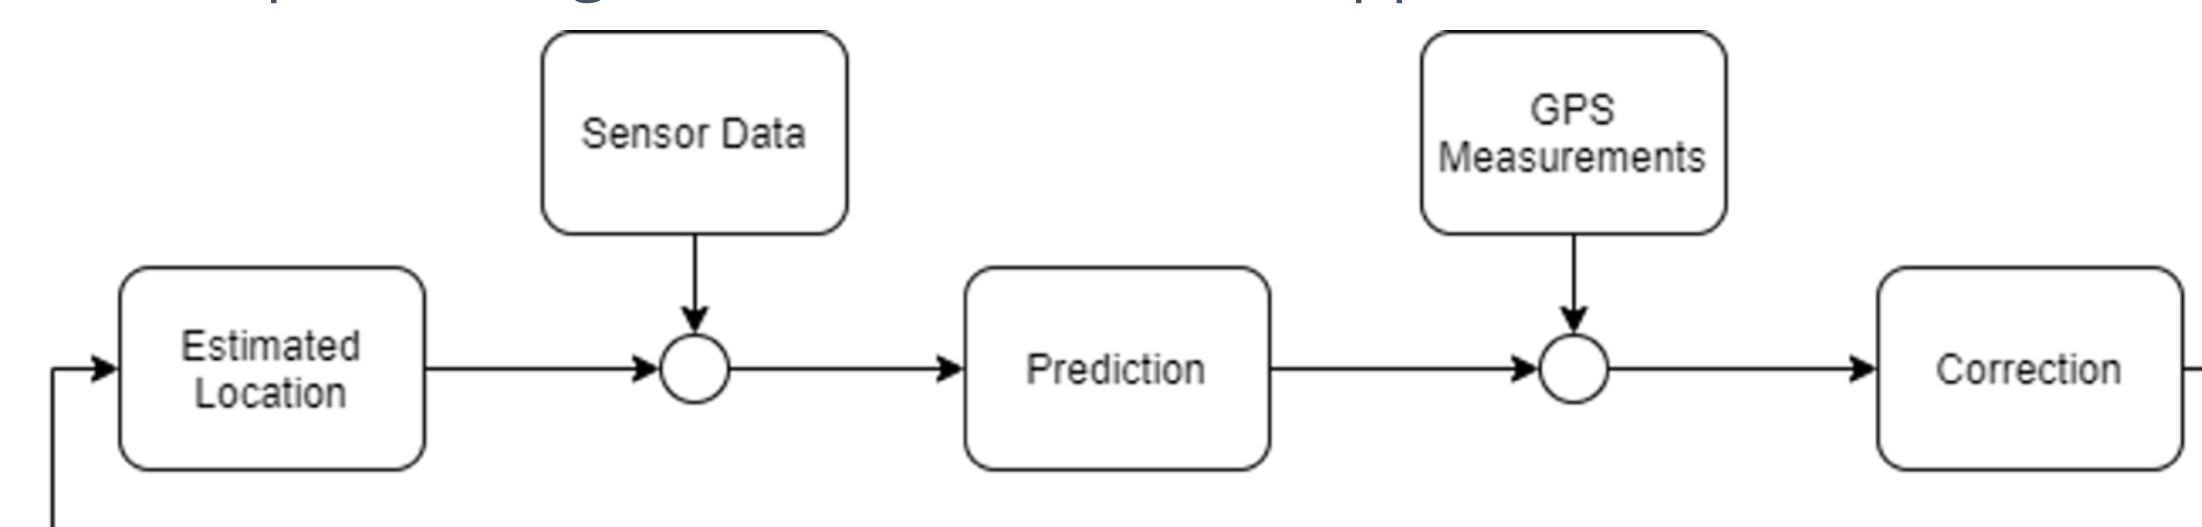 Sensor Data
GPS
Measurements
Estimated
Location
Prediction
Correction